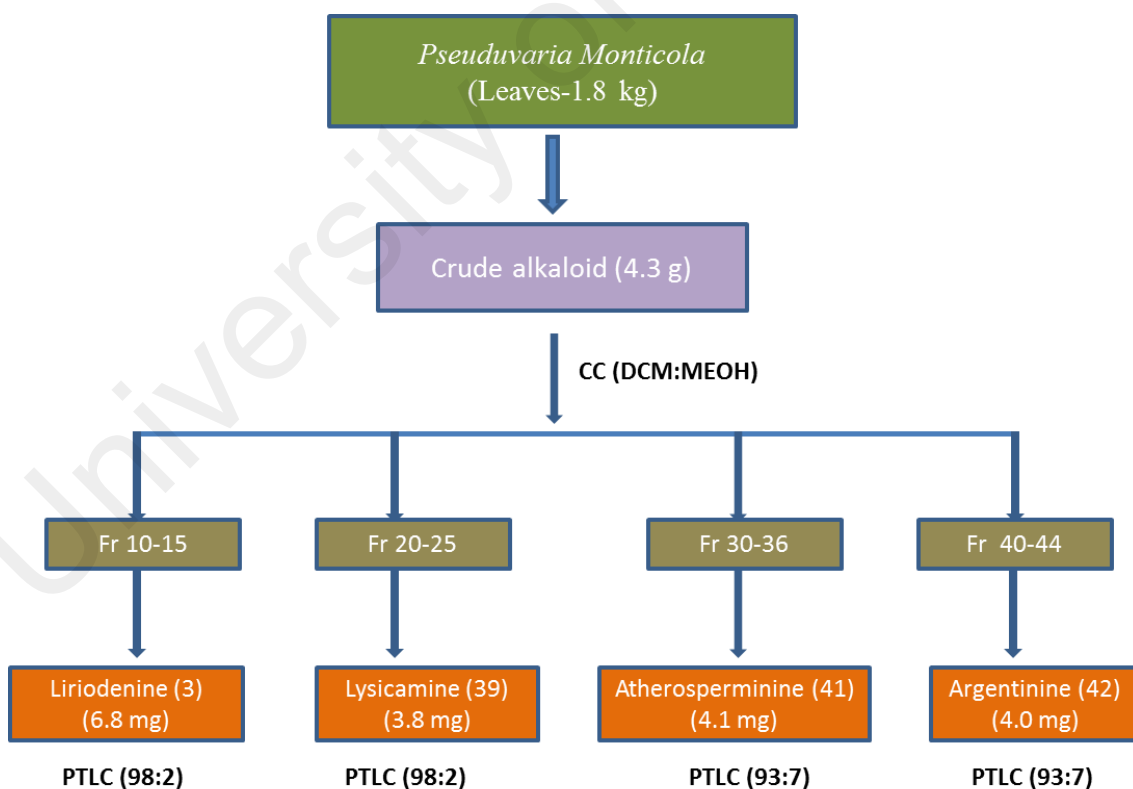 Pseuduvaria Monticola
(Leaves-1.8 kg)
Crude alkaloid (4.3 g)
CC (DCM:MEOH)
Fr 10-15
Fr 20-25
Fr 30-36
Fr 40-44
Liriodenine (3)
(6.8 mg)
Lysicamine (39)
(3.8 mg)
Atherosperminine (41)
(4.1 mg)
Argentinine (42)
(4.0 mg)
PTLC (98:2)
PTLC (98:2)
PTLC (93:7)
PTLC (93:7)
University